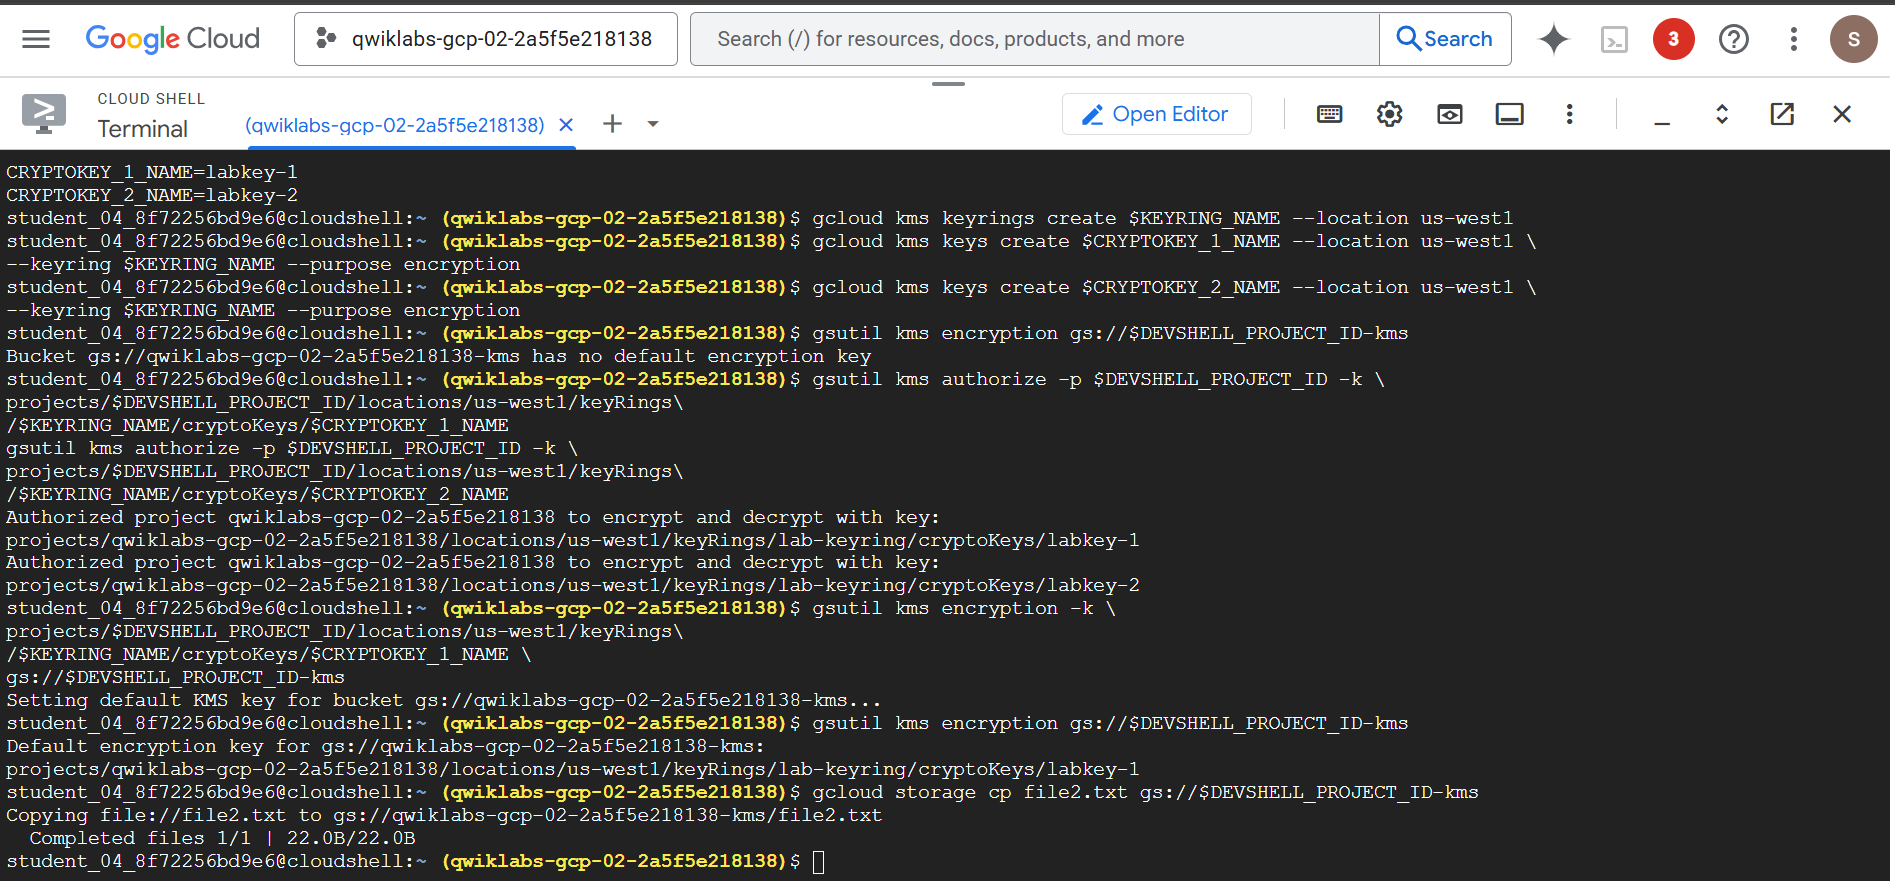 Google Cloud
qwiklabs-gcp-02-2a5f5e218138
Search (/) for resources, docs, products, and more
Search
3
S
CLOUD SHELL
Terminal
(qwiklabs-gcp-02-2a5f5e218138)
Open Editor
CRYPTOKEY_1_NAME=labkey-1
CRYPTOKEY_2_NAME=labkey-2
student_04_8f72256bd9e6@cloudshell:~ (qwiklabs-gcp-02-2a5f5e218138)$ gcloud kms keyrings create $KEYRING_NAME --location us-west1
student_04_8f72256bd9e6@cloudshell:~ (qwiklabs-gcp-02-2a5f5e218138)$ gcloud kms keys create $CRYPTOKEY_1_NAME --location us-west1 \
--keyring $KEYRING_NAME --purpose encryption
student_04_8f72256bd9e6@cloudshell:~ (qwiklabs-gcp-02-2a5f5e218138)$ gcloud kms keys create $CRYPTOKEY_2_NAME --location us-west1 \
--keyring $KEYRING_NAME --purpose encryption
student_04_8f72256bd9e6@cloudshell:~ (qwiklabs-gcp-02-2a5f5e218138)$ gsutil kms encryption gs://$DEVSHELL_PROJECT_ID-kms
Bucket gs://qwiklabs-gcp-02-2a5f5e218138-kms has no default encryption key
student_04_8f72256bd9e6@cloudshell:~ (qwiklabs-gcp-02-2a5f5e218138)$ gsutil kms authorize -p $DEVSHELL_PROJECT_ID -k \
projects/$DEVSHELL_PROJECT_ID/locations/us-west1/keyRings\
/$KEYRING_NAME/cryptoKeys/$CRYPTOKEY_1_NAME
gsutil kms authorize -p $DEVSHELL_PROJECT_ID -k \
projects/$DEVSHELL_PROJECT_ID/locations/us-west1/keyRings\
/$KEYRING_NAME/cryptoKeys/$CRYPTOKEY_2_NAME
Authorized project qwiklabs-gcp-02-2a5f5e218138 to encrypt and decrypt with key:
projects/qwiklabs-gcp-02-2a5f5e218138/locations/us-west1/keyRings/lab-keyring/cryptoKeys/labkey-1
Authorized project qwiklabs-gcp-02-2a5f5e218138 to encrypt and decrypt with key:
projects/qwiklabs-gcp-02-2a5f5e218138/locations/us-west1/keyRings/lab-keyring/cryptoKeys/labkey-2
student_04_8f72256bd9e6@cloudshell:~ (qwiklabs-gcp-02-2a5f5e218138)$ gsutil kms encryption -k \
projects/$DEVSHELL_PROJECT_ID/locations/us-west1/keyRings\
/$KEYRING_NAME/cryptoKeys/$CRYPTOKEY_1_NAME \
gs://$DEVSHELL_PROJECT_ID-kms
Setting default KMS key for bucket gs://qwiklabs-gcp-02-2a5f5e218138-kms...
student_04_8f72256bd9e6@cloudshell:~ (qwiklabs-gcp-02-2a5f5e218138)$ gsutil kms encryption gs://$DEVSHELL_PROJECT_ID-kms
Default encryption key for gs://qwiklabs-gcp-02-2a5f5e218138-kms:
projects/qwiklabs-gcp-02-2a5f5e218138/locations/us-west1/keyRings/lab-keyring/cryptoKeys/labkey-1
student_04_8f72256bd9e6@cloudshell:~ (qwiklabs-gcp-02-2a5f5e218138)$ gcloud storage cp file2.txt gs://$DEVSHELL_PROJECT_ID-kms
Copying file://file2.txt to gs://qwiklabs-gcp-02-2a5f5e218138-kms/file2.txt
  Completed files 1/1 | 22.0B/22.0B
student_04_8f72256bd9e6@cloudshell:~ (qwiklabs-gcp-02-2a5f5e218138)$